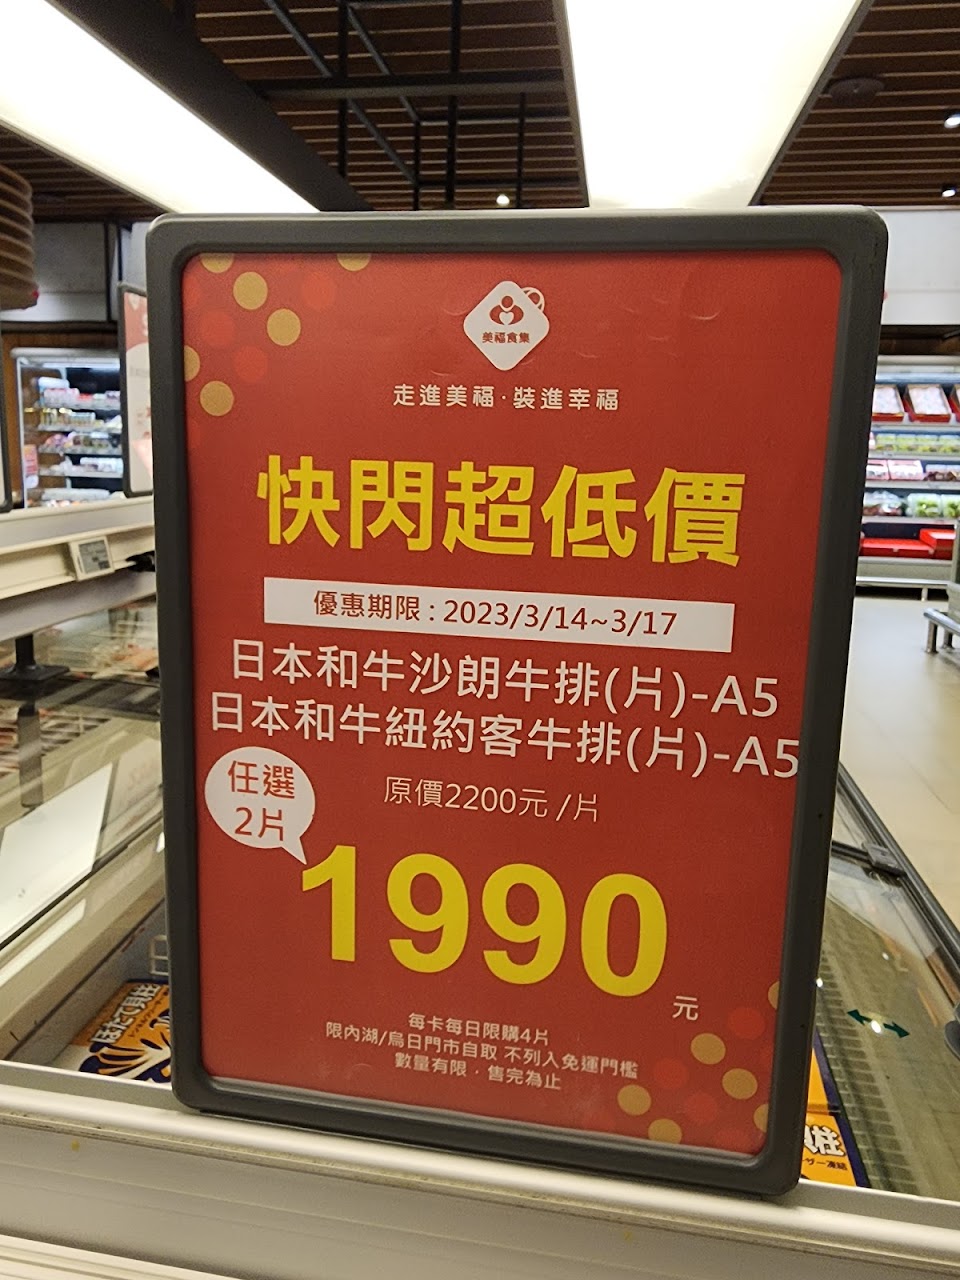 美福食集
走進美福·裝進幸福
快閃超低價
優惠期限：2023/3/14~3/17
日本和牛沙朗牛排(片)-A5
日本和牛紐約客牛排(片)-A5
任選
2片
原價2200元/片
1990
元
每卡每日限購4片
限內湖/烏日門市自取 不列入免運門檻
數量有限．售完為止